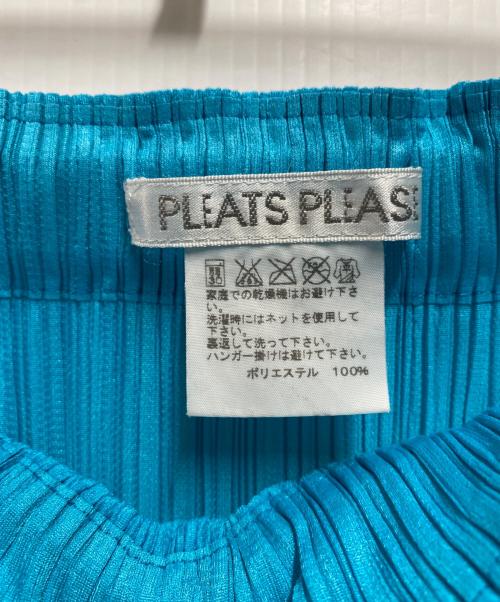 PLEATS PLEASE
家庭での乾燥機はお避け下さ
い。
洗濯時にはネットを使用して
下さい。
裏返して洗って下さい。
ハンガー掛けは避けて下さい。
ポリエステル 100%